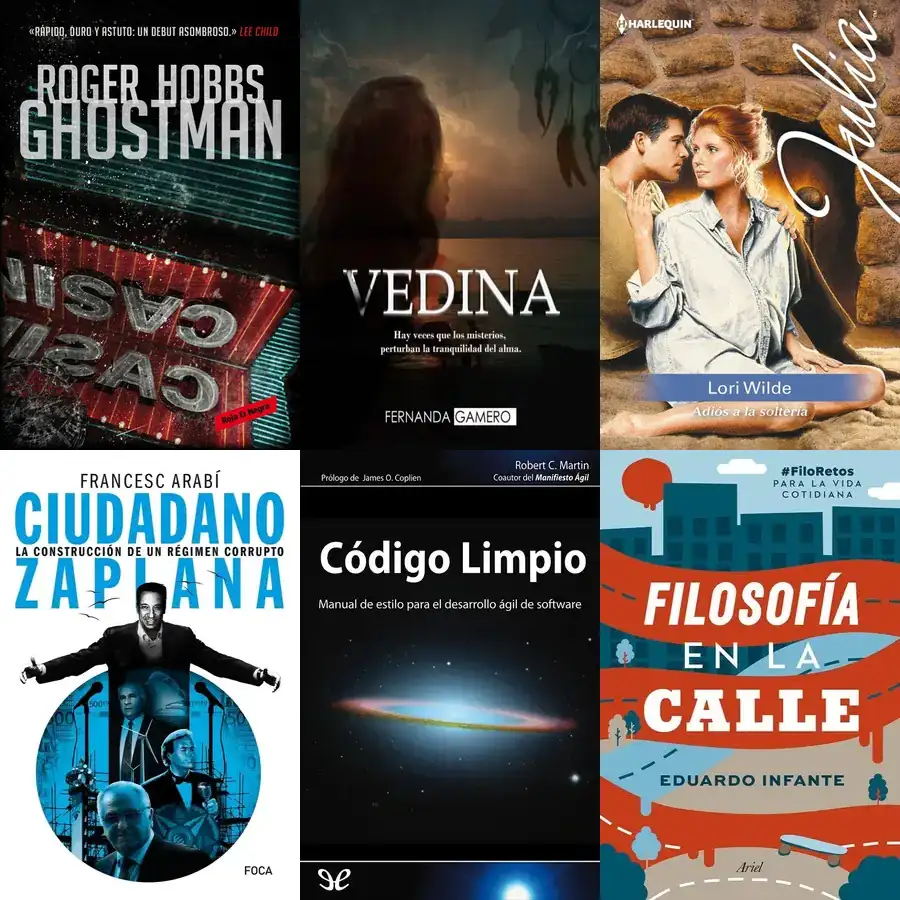 «RÁPIDO, DURO Y ASTUTO: UN DEBUT ASOMBROSO.» LEE CHILD
ROGER HOBBS
GHOSTMAN
CASIN
CASI
Roja & Negra
VEDINA
Hay veces que los misterios,
perturban la tranquilidad del alma.
FERNANDA GAMERO
HARLEQUIN™
Julia™
Lori Wilde
Adiós a la soltería
FRANCESC ARABÍ
CIUDADANO
LA CONSTRUCCIÓN DE UN RÉGIMEN CORRUPTO
ZAPLANA
FOCA
Robert C. Martin
Prólogo de James O. Coplien
Coautor del Manifiesto Ágil
Código Limpio
Manual de estilo para el desarrollo ágil de software
#FiloRetos
PARA LA VIDA
COTIDIANA
FILOSOFÍA
EN LA
CALLE
EDUARDO INFANTE
Ariel